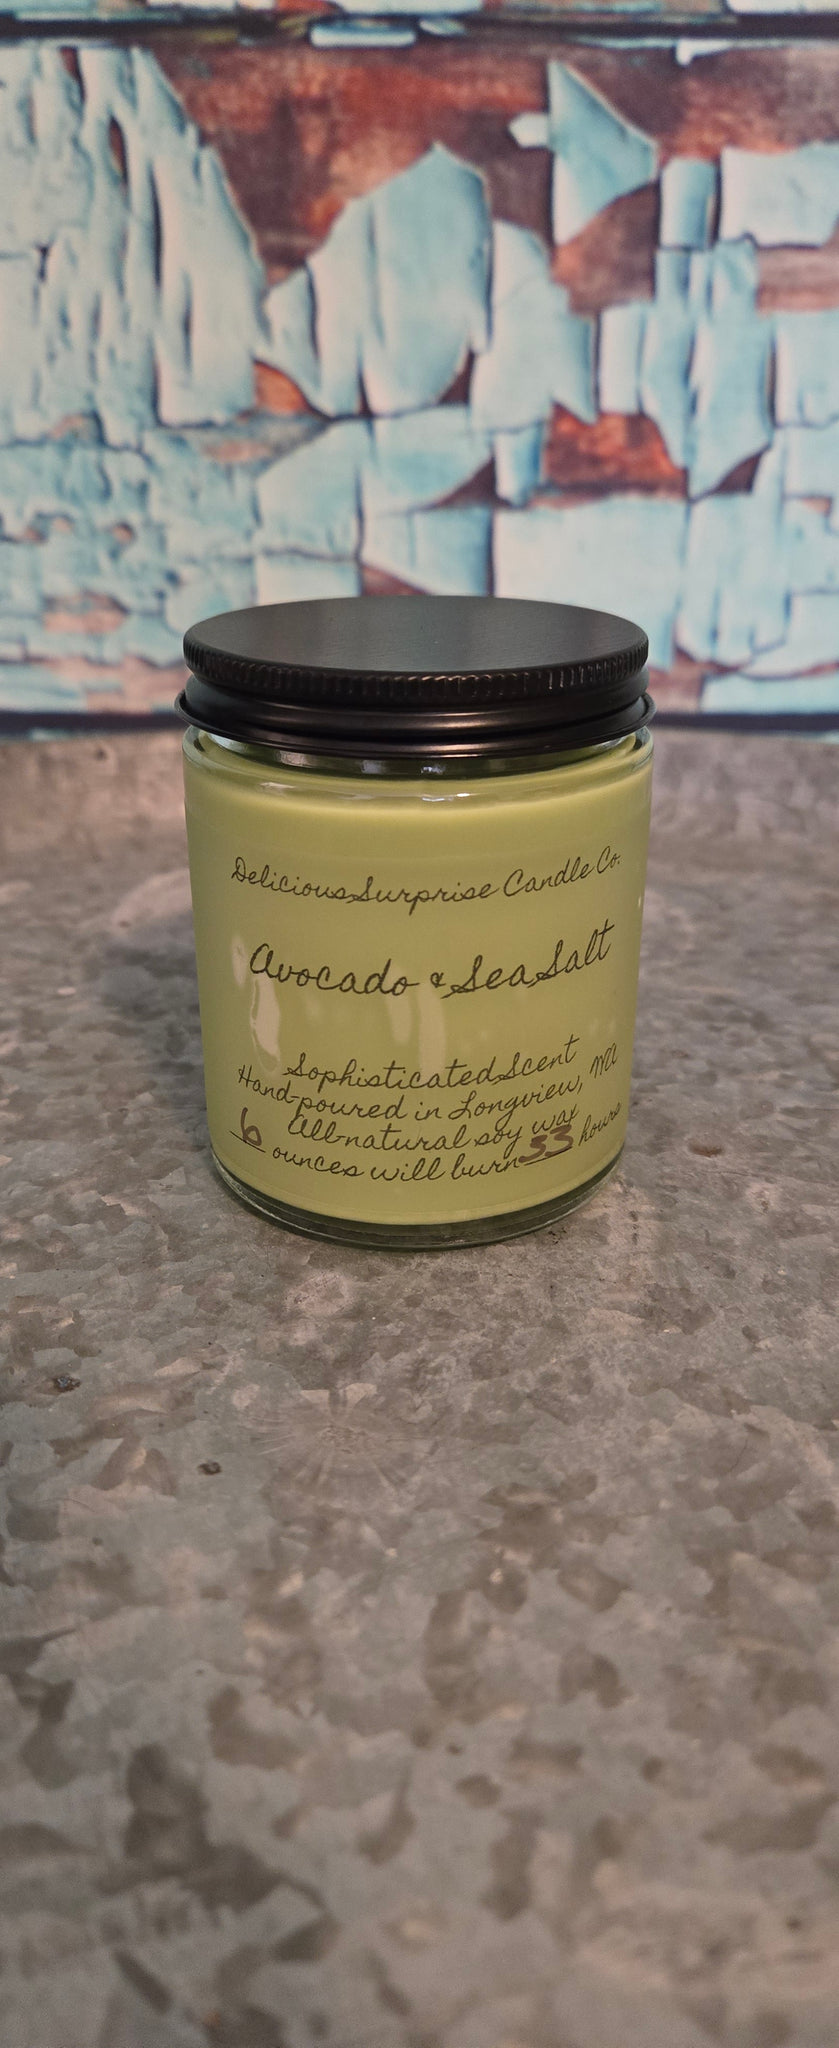 Delicious Surprise Candle Co.
Avocado & Sea Salt
Sophisticated Scent
Hand-poured in Longview,
All-natural soy wax
6 ounces will burn 33 hours